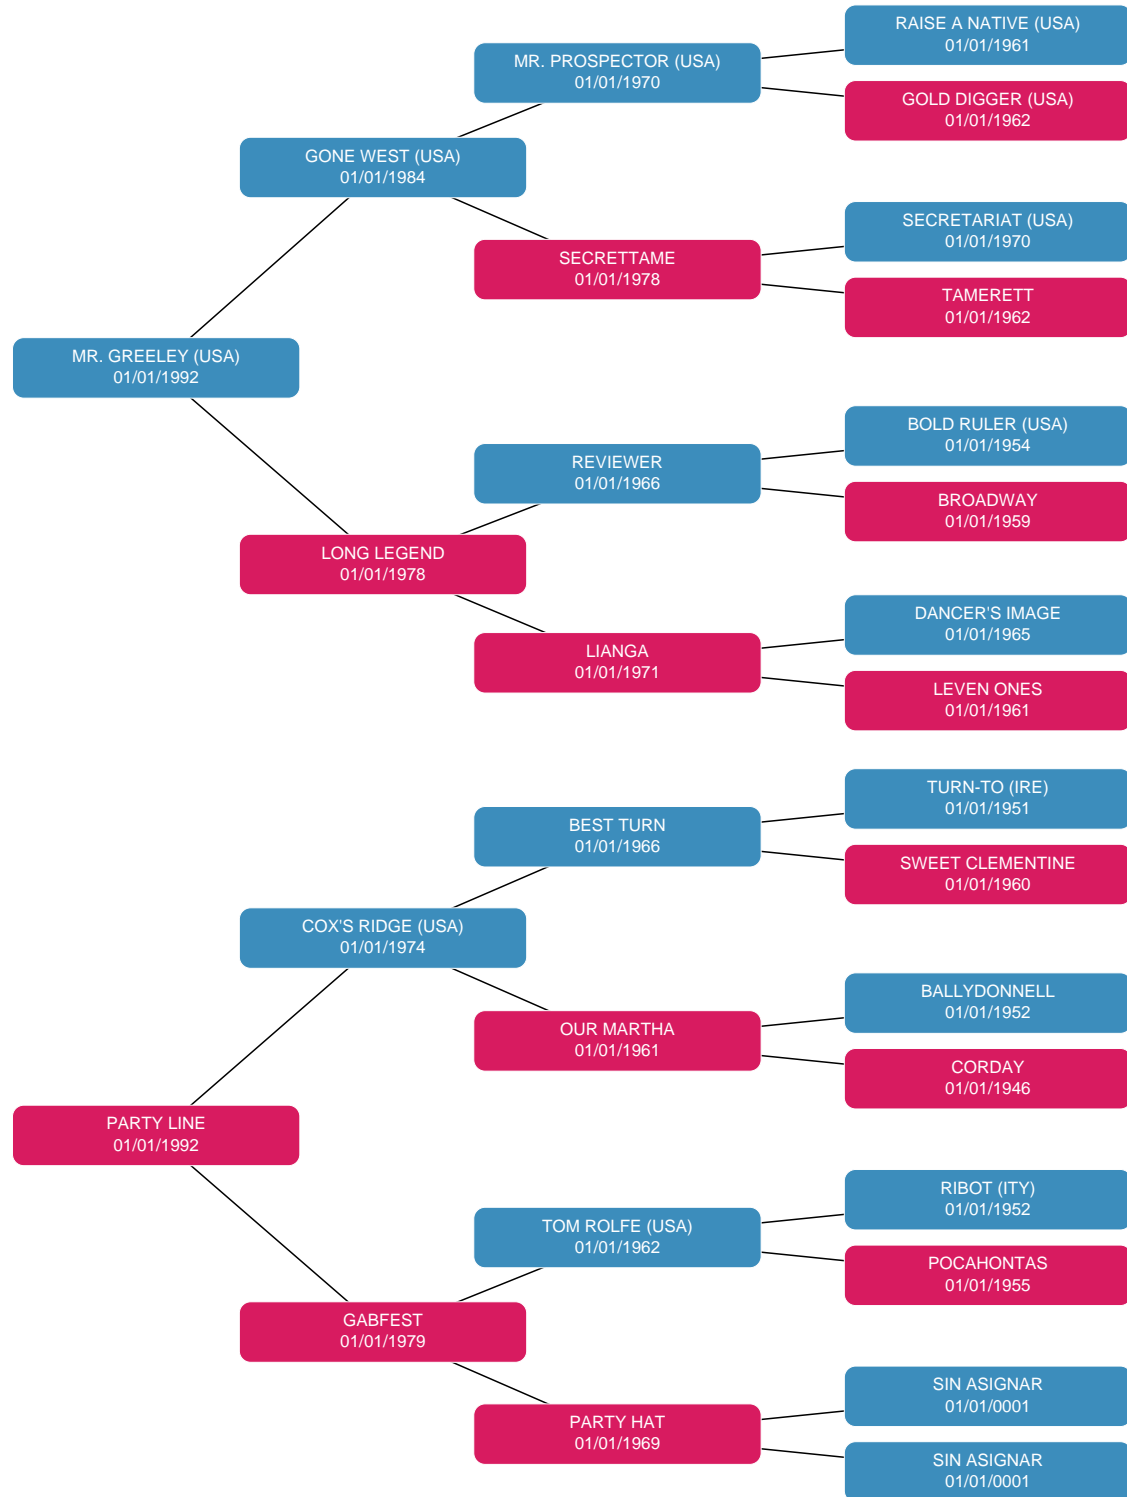 RAISE A NATIVE (USA)
01/01/1961
MR. PROSPECTOR (USA)
01/01/1970
GOLD DIGGER (USA)
01/01/1962
GONE WEST (USA)
01/01/1984
SECRETARIAT (USA)
01/01/1970
SECRETTAME
01/01/1978
TAMERETT
01/01/1962
MR. GREELEY (USA)
01/01/1992
BOLD RULER (USA)
01/01/1954
REVIEWER
01/01/1966
BROADWAY
01/01/1959
LONG LEGEND
01/01/1978
DANCER'S IMAGE
01/01/1965
LIANGA
01/01/1971
LEVEN ONES
01/01/1961
TURN-TO (IRE)
01/01/1951
BEST TURN
01/01/1966
SWEET CLEMENTINE
01/01/1960
COX'S RIDGE (USA)
01/01/1974
BALLYDONNELL
01/01/1952
OUR MARTHA
01/01/1961
CORDAY
01/01/1946
PARTY LINE
01/01/1992
RIBOT (ITY)
01/01/1952
TOM ROLFE (USA)
01/01/1962
POCAHONTAS
01/01/1955
GABFEST
01/01/1979
SIN ASIGNAR
01/01/0001
PARTY HAT
01/01/1969
SIN ASIGNAR
01/01/0001